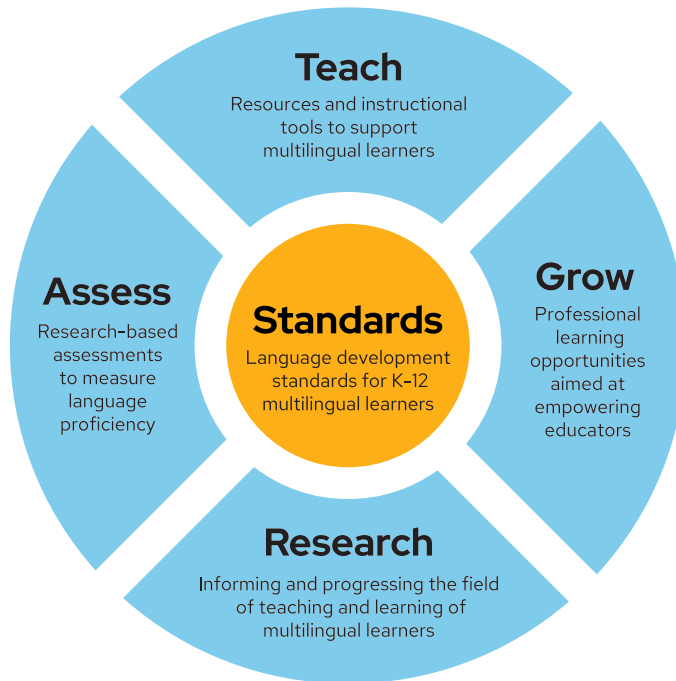 Teach
Resources and instructional
tools to support
multilingual learners
Assess
Research-based
assessments
to measure
language
proficiency
Standards
Language development
standards for K-12
multilingual learners
Grow
Professional
learning
opportunities
aimed at
empowering
educators
Research
Informing and progressing the field
of teaching and learning of
multilingual learners